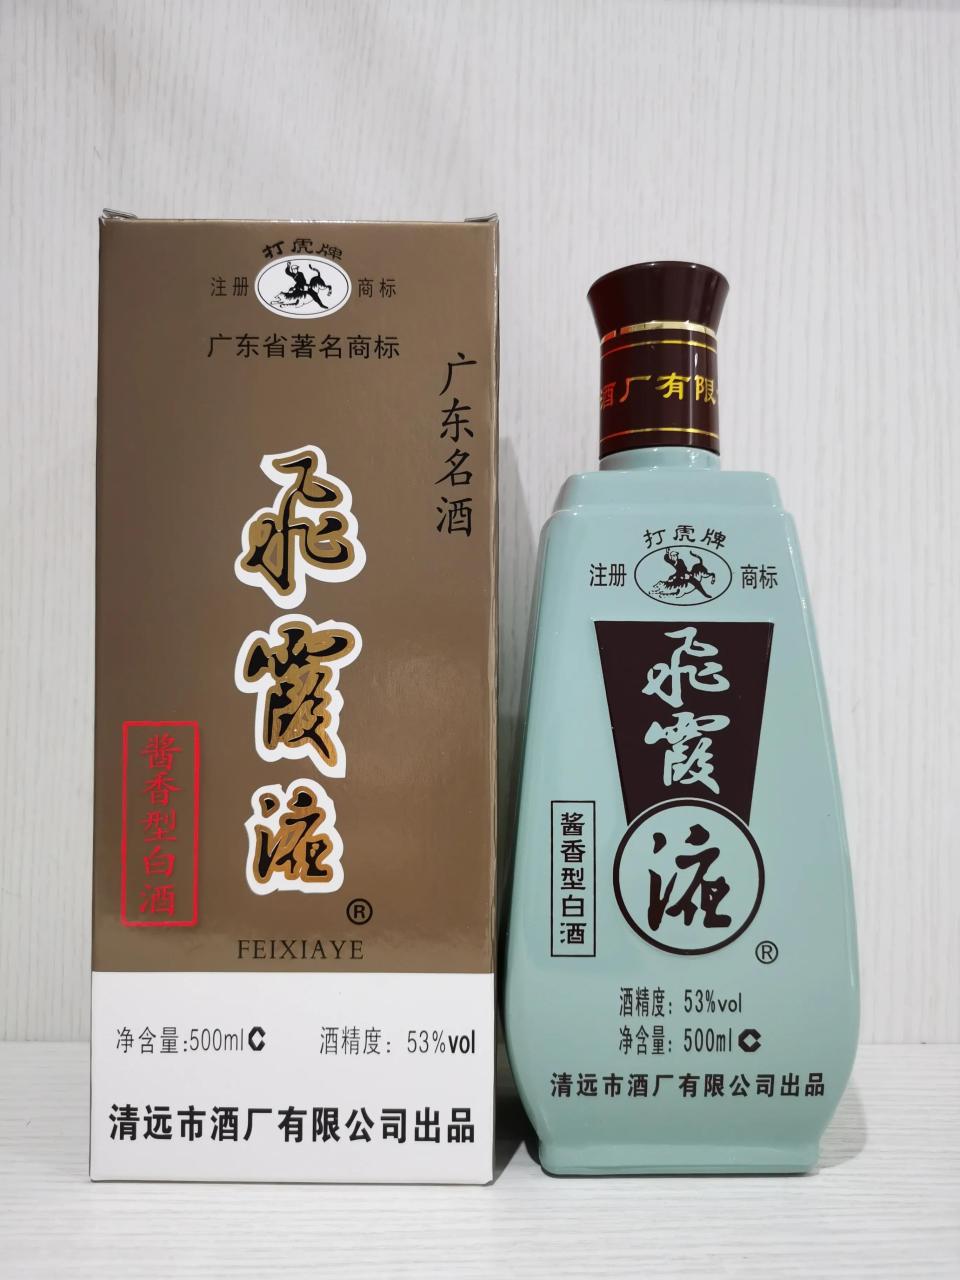 打虎牌
注册 商标
广东省著名商标
广东名酒
飛霞液
®
酱香型白酒
FEIXIAYE
净含量:500ml 酒精度：53%vol
清远市酒厂有限公司出品
酒厂有限
打虎牌
注册 商标
飛霞
液
®
酱香型白酒
酒精度：53%vol
净含量：500ml
清远市酒厂有限公司出品